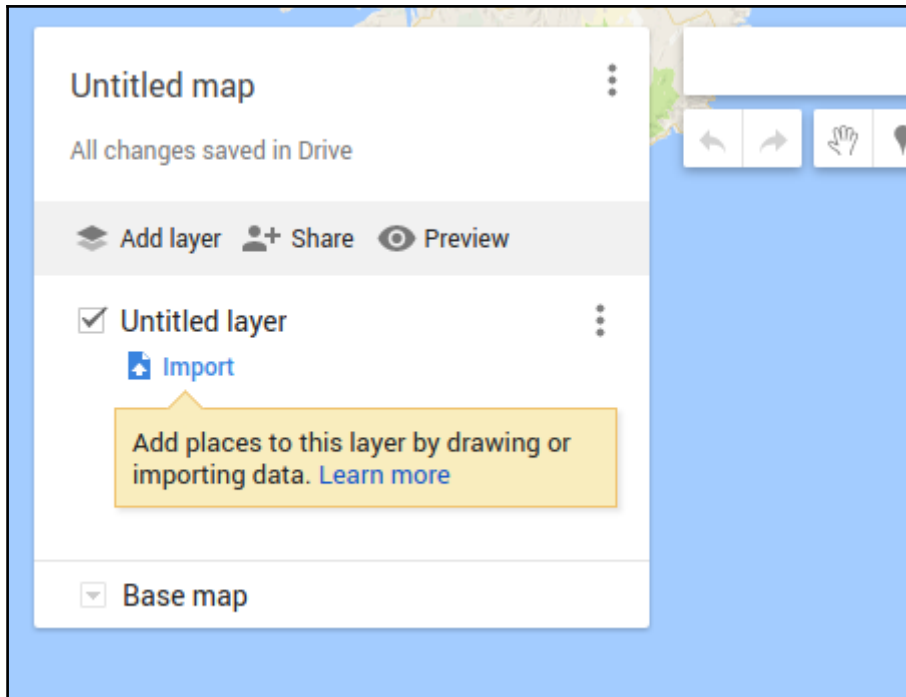 Untitled map
All changes saved in Drive
Add layer Share Preview
Untitled layer
Import
Add places to this layer by drawing or
importing data. Learn more
Base map